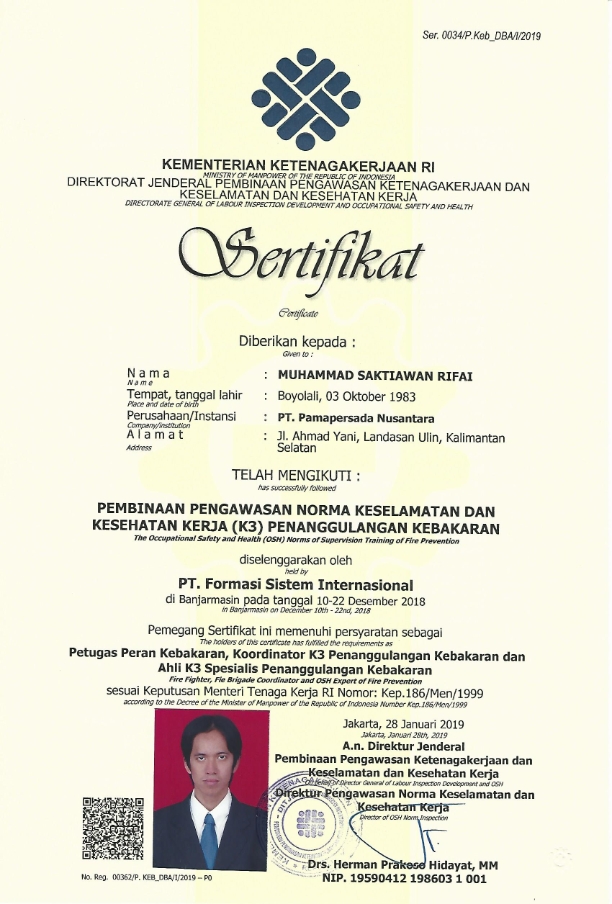 Ser. 0034/P.Keb_DBA/I/2019
KEMENTERIAN KETENAGAKERJAAN RI
MINISTRY OF MANPOWER OF THE REPUBLIC OF INDONESIA
DIREKTORAT JENDERAL PEMBINAAN PENGAWASAN KETENAGAKERJAAN DAN
KESELAMATAN DAN KESEHATAN KERJA
DIRECTORATE GENERAL OF LABOUR INSPECTION DEVELOPMENT AND OCCUPATIONAL SAFETY AND HEALTH
Sertifikat
Certificate
Diberikan kepada :
Given to :
Nama : MUHAMMAD SAKTIAWAN RIFAI
Name
Tempat, tanggal lahir : Boyolali, 03 Oktober 1983
Place and date of birth
Perusahaan/Instansi : PT. Pamapersada Nusantara
Company/institution
Alamat : Jl. Ahmad Yani, Landasan Ulin, Kalimantan
Address Selatan
TELAH MENGIKUTI :
has successfully followed
PEMBINAAN PENGAWASAN NORMA KESELAMATAN DAN
KESEHATAN KERJA (K3) PENANGGULANGAN KEBAKARAN
The Occupational Safety and Health (OSH) Norms of Supervision Training of Fire Prevention
diselenggarakan oleh
held by
PT. Formasi Sistem Internasional
di Banjarmasin pada tanggal 10-22 Desember 2018
in Banjarmasin on December 10th - 22nd, 2018
Pemegang Sertifikat ini memenuhi persyaratan sebagai
The holders of this certificate has fulfilled the requirements as
Petugas Peran Kebakaran, Koordinator K3 Penanggulangan Kebakaran dan
Ahli K3 Spesialis Penanggulangan Kebakaran
Fire Fighter, Fie Brigade Coordinator and OSH Expert of Fire Prevention
sesuai Keputusan Menteri Tenaga Kerja RI Nomor: Kep.186/Men/1999
according to the Decree of the Minister of Manpower of the Republic of Indonesia Number Kep.186/Men/1999
Jakarta, 28 Januari 2019
Jakarta, Januari 28th, 2019
A.n. Direktur Jenderal
Pembinaan Pengawasan Ketenagakerjaan dan
Keselamatan dan Kesehatan Kerja
Director General of Labour Inspection Development and OSH
Direktur Pengawasan Norma Keselamatan dan
Kesehatan Kerja
Director of OSH Norm Inspection
Drs. Herman Prakoso Hidayat, MM
NIP. 19590412 198603 1 001
No. Reg. 00362/P. KEB_DBA/I/2019 – P0